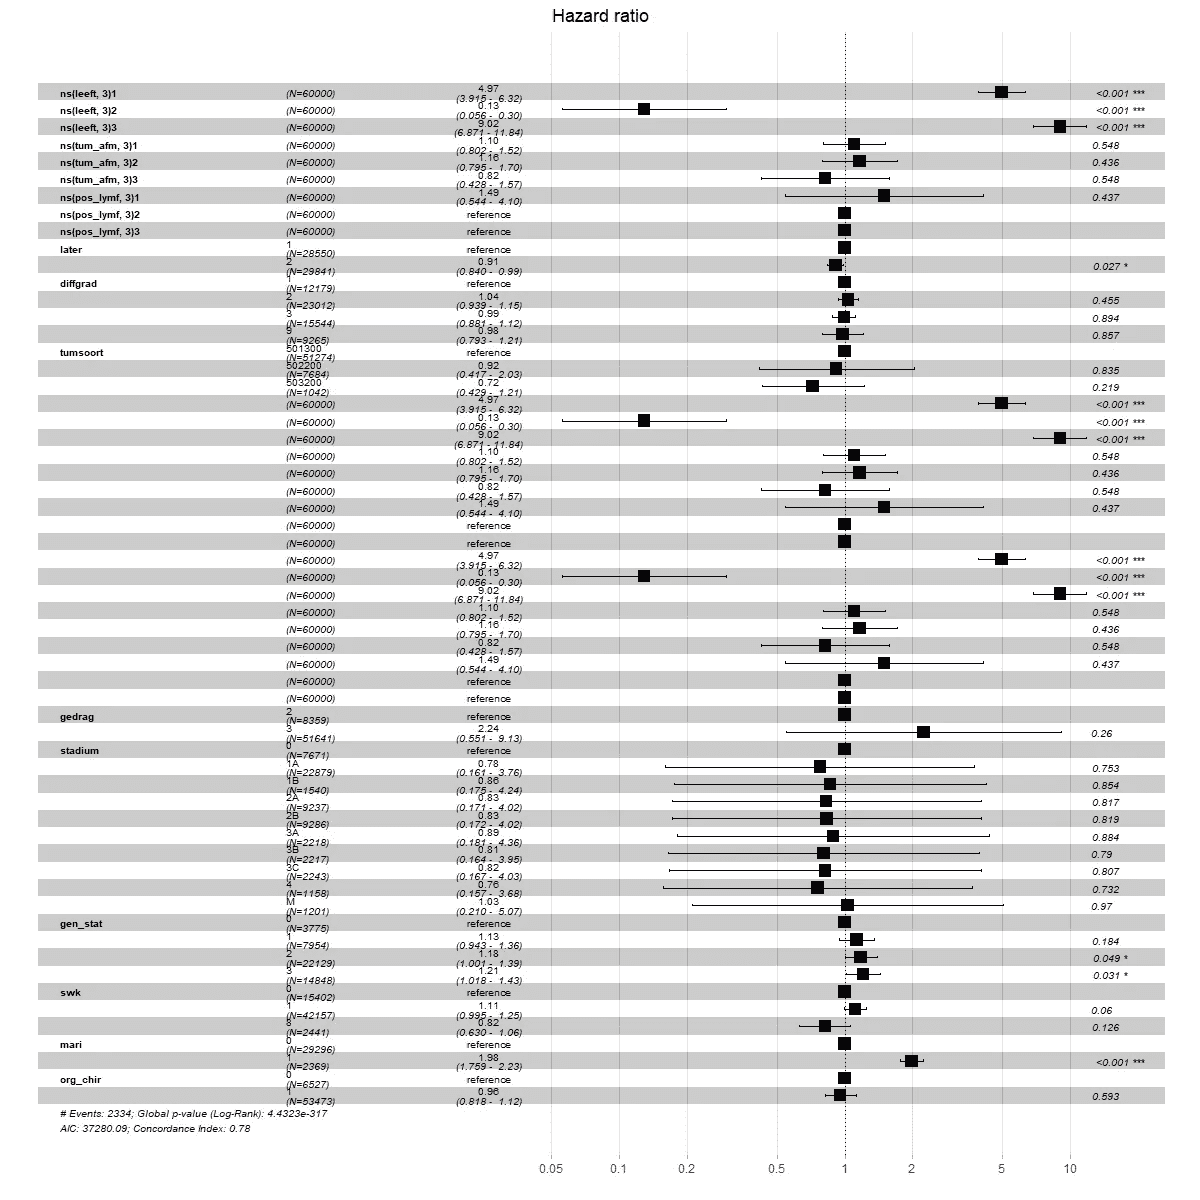 Hazard ratio
ns(leeft, 3)1 (N=60000) 4.97 (3.915 - 6.32) <0.001 ***
ns(leeft, 3)2 (N=60000) 0.13 (0.056 - 0.30) <0.001 ***
ns(leeft, 3)3 (N=60000) 9.02 (6.871 - 11.84) <0.001 ***
ns(tum_afm, 3)1 (N=60000) 1.10 (0.802 - 1.52) 0.548
ns(tum_afm, 3)2 (N=60000) 1.16 (0.795 - 1.70) 0.436
ns(tum_afm, 3)3 (N=60000) 0.82 (0.428 - 1.57) 0.548
ns(pos_lymf, 3)1 (N=60000) 1.49 (0.544 - 4.10) 0.437
ns(pos_lymf, 3)2 (N=60000) reference
ns(pos_lymf, 3)3 (N=60000) reference
later 1 (N=28550) reference
2 (N=29841) 0.91 (0.840 - 0.99) 0.027 *
diffgrad 1 (N=12179) reference
2 (N=23012) 1.04 (0.939 - 1.15) 0.455
3 (N=15544) 0.99 (0.881 - 1.12) 0.894
9 (N=9265) 0.98 (0.793 - 1.21) 0.857
tumsoort 501300 (N=51274) reference
502200 (N=7684) 0.92 (0.417 - 2.03) 0.835
503200 (N=1042) 0.72 (0.429 - 1.21) 0.219
(N=60000) 4.97 (3.915 - 6.32) <0.001 ***
(N=60000) 0.13 (0.056 - 0.30) <0.001 ***
(N=60000) 9.02 (6.871 - 11.84) <0.001 ***
(N=60000) 1.10 (0.802 - 1.52) 0.548
(N=60000) 1.16 (0.795 - 1.70) 0.436
(N=60000) 0.82 (0.428 - 1.57) 0.548
(N=60000) 1.49 (0.544 - 4.10) 0.437
(N=60000) reference
(N=60000) reference
(N=60000) 4.97 (3.915 - 6.32) <0.001 ***
(N=60000) 0.13 (0.056 - 0.30) <0.001 ***
(N=60000) 9.02 (6.871 - 11.84) <0.001 ***
(N=60000) 1.10 (0.802 - 1.52) 0.548
(N=60000) 1.16 (0.795 - 1.70) 0.436
(N=60000) 0.82 (0.428 - 1.57) 0.548
(N=60000) 1.49 (0.544 - 4.10) 0.437
(N=60000) reference
(N=60000) reference
gedrag 2 (N=8359) reference
3 (N=51641) 2.24 (0.551 - 9.13) 0.26
stadium 0 (N=7671) reference
1A (N=22879) 0.78 (0.161 - 3.76) 0.753
1B (N=1540) 0.86 (0.175 - 4.24) 0.854
2A (N=9237) 0.83 (0.171 - 4.02) 0.817
2B (N=9286) 0.83 (0.172 - 4.02) 0.819
3A (N=2218) 0.89 (0.181 - 4.36) 0.884
3B (N=2217) 0.81 (0.164 - 3.95) 0.79
3C (N=2243) 0.82 (0.167 - 4.03) 0.807
4 (N=1158) 0.76 (0.157 - 3.68) 0.732
M (N=1201) 1.03 (0.210 - 5.07) 0.97
gen_stat 0 (N=3775) reference
1 (N=7954) 1.13 (0.943 - 1.36) 0.184
2 (N=22129) 1.18 (1.001 - 1.39) 0.049 *
3 (N=14848) 1.21 (1.018 - 1.43) 0.031 *
swk 0 (N=15402) reference
1 (N=42157) 1.11 (0.995 - 1.25) 0.06
8 (N=2441) 0.82 (0.630 - 1.06) 0.126
mari 0 (N=29296) reference
1 (N=2369) 1.98 (1.759 - 2.23) <0.001 ***
org_chir 0 (N=6527) reference
1 (N=53473) 0.96 (0.818 - 1.12) 0.593
# Events: 2334; Global p-value (Log-Rank): 4.4323e-317
AIC: 37280.09; Concordance Index: 0.78
0.05 0.1 0.2 0.5 1 2 5 10